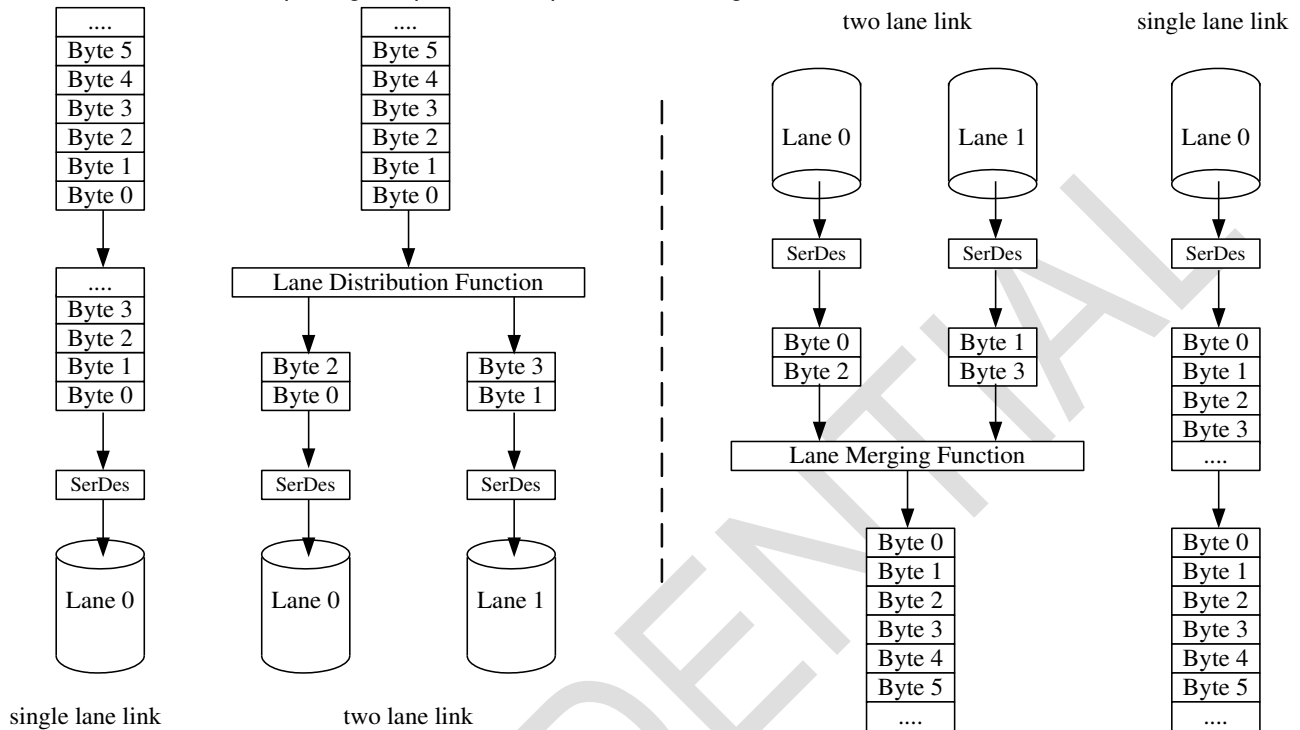 ....
Byte 5
Byte 4
Byte 3
Byte 2
Byte 1
Byte 0
....
Byte 3
Byte 2
Byte 1
Byte 0
SerDes
Lane 0
single lane link
....
Byte 5
Byte 4
Byte 3
Byte 2
Byte 1
Byte 0
Lane Distribution Function
Byte 2
Byte 0
SerDes
Lane 0
Byte 3
Byte 1
SerDes
Lane 1
two lane link
two lane link
Lane 0
SerDes
Byte 0
Byte 2
Lane 1
SerDes
Byte 1
Byte 3
Lane Merging Function
Byte 0
Byte 1
Byte 2
Byte 3
Byte 4
Byte 5
....
single lane link
Lane 0
SerDes
Byte 0
Byte 1
Byte 2
Byte 3
....
Byte 0
Byte 1
Byte 2
Byte 3
Byte 4
Byte 5
....
DENTIAL